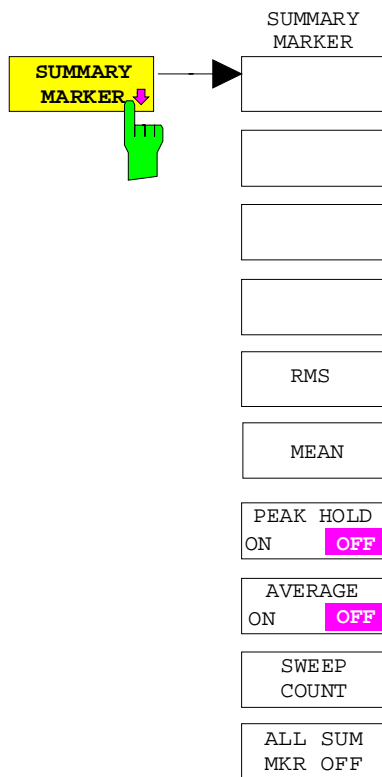 SUMMARY
MARKER
SUMMARY
MARKER
RMS
MEAN
PEAK HOLD
ON OFF
AVERAGE
ON OFF
SWEEP
COUNT
ALL SUM
MKR OFF